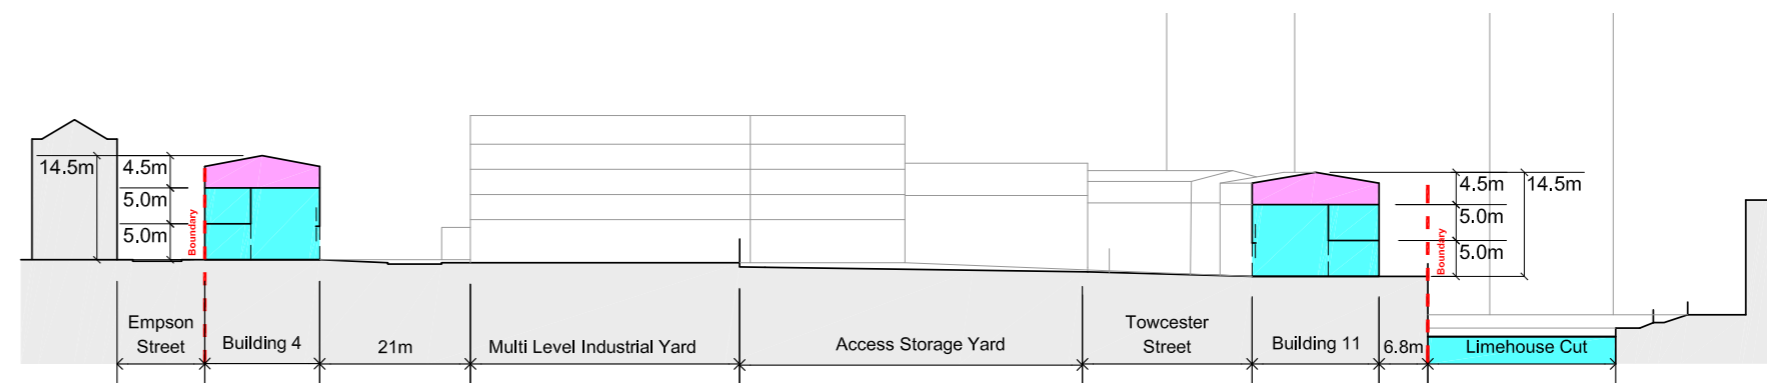 14.5m
4.5m
5.0m
5.0m
Boundary
4.5m
14.5m
5.0m
5.0m
Boundary
Empson
Street
Building 4
21m
Multi Level Industrial Yard
Access Storage Yard
Towcester
Street
Building 11
6.8m
Limehouse Cut